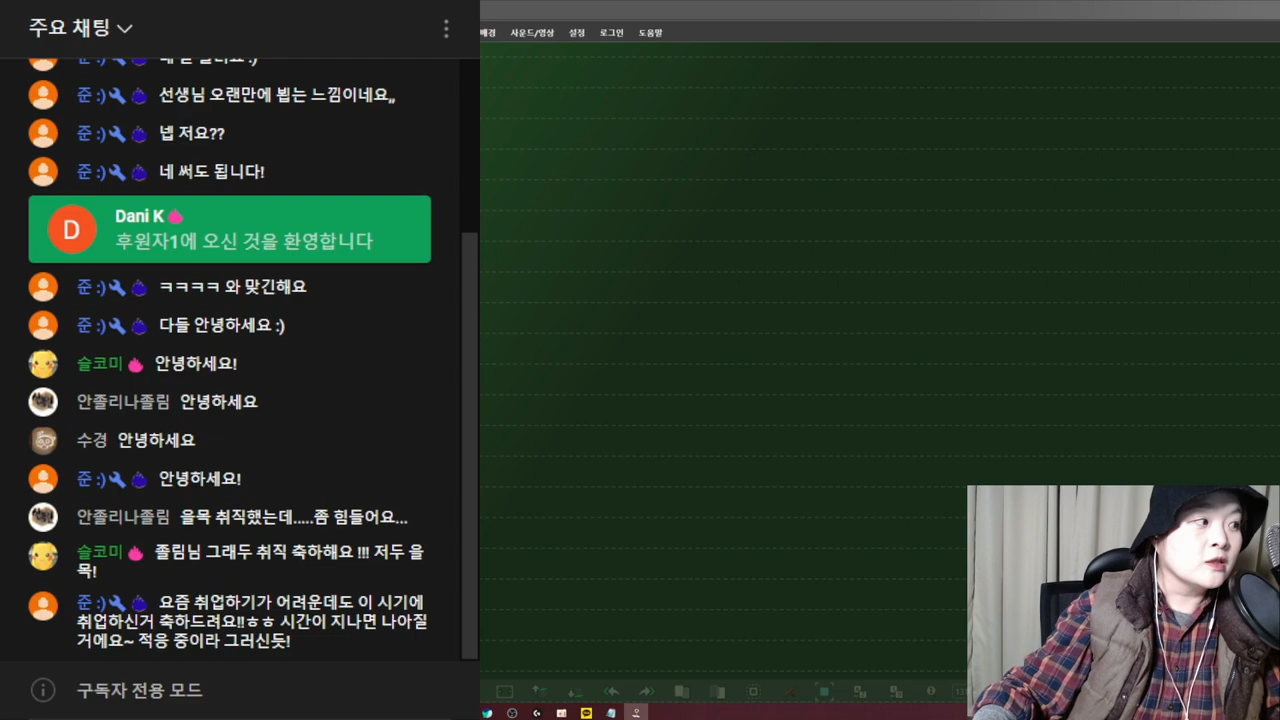 주요 채팅
배경 사운드/영상 설정 로그인 도움말
준 :) 선생님 오랜만에 뵙는 느낌이네요,,
준 :) 넵 저요??
준 :) 네 써도 됩니다!
D
Dani K
후원자1에 오신 것을 환영합니다
준 :) ㅋㅋㅋㅋ 와 맞긴해요
준 :) 다들 안녕하세요 :)
슬코미 안녕하세요!
안졸리나졸림 안녕하세요
수경 안녕하세요
준 :) 안녕하세요!
안졸리나졸림 을목 취직했는데.....좀 힘들어요...
슬코미 졸림님 그래두 취직 축하해요 !!! 저두 을
목!
준 :) 요즘 취업하기가 어려운데도 이 시기에
취업하신거 축하드려요!!ㅎㅎ 시간이 지나면 나아질
거에요~ 적응 중이라 그러신듯!
구독자 전용 모드